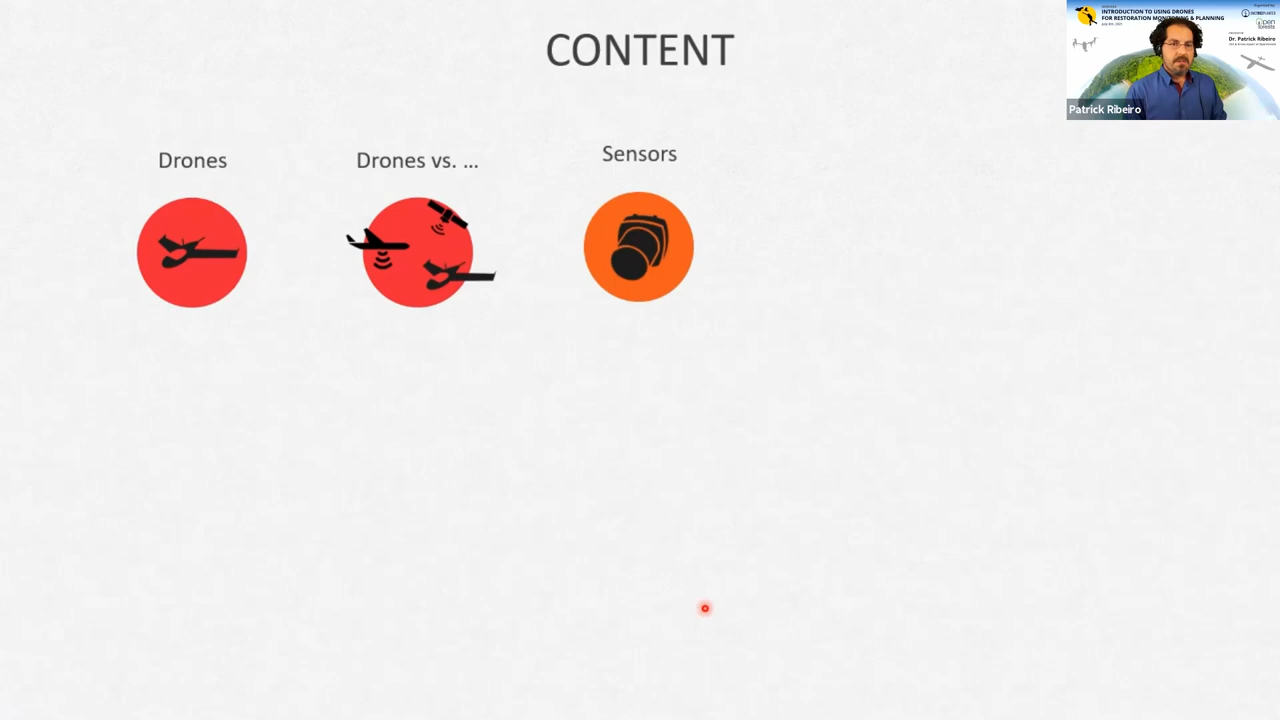 CONTENT
Drones
Drones vs. ...
Sensors
INTRODUCTION TO USING DRONES
FOR RESTORATION MONITORING & PLANNING
Dr. Patrick Ribeiro
Patrick Ribeiro